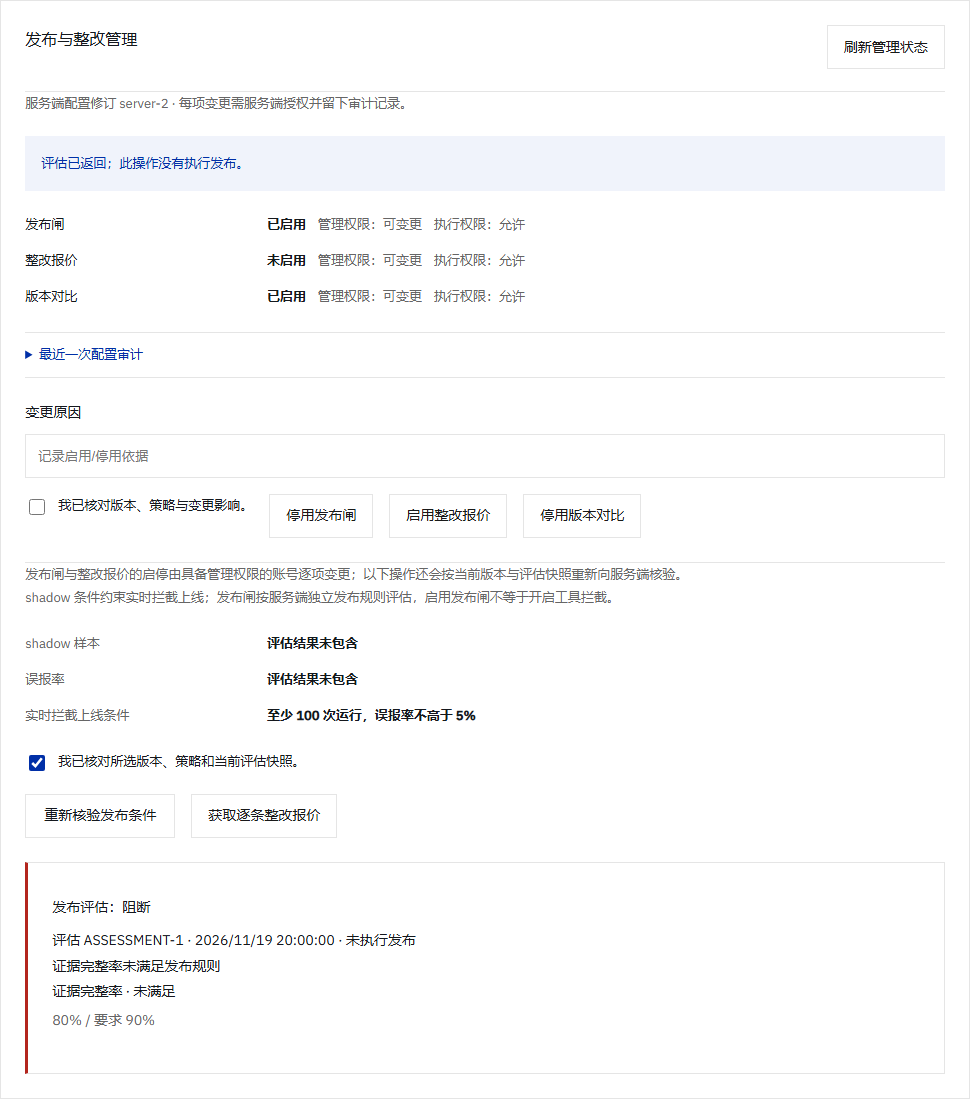 发布与整改管理
刷新管理状态
服务端配置修订 server-2 · 每项变更需服务端授权并留下审计记录。
评估已返回；此操作没有执行发布。
发布闸 已启用 管理权限：可变更 执行权限：允许
整改报价 未启用 管理权限：可变更 执行权限：允许
版本对比 已启用 管理权限：可变更 执行权限：允许
最近一次配置审计
变更原因
记录启用/停用依据
我已核对版本、策略与变更影响。 停用发布闸 启用整改报价 停用版本对比
发布闸与整改报价的启停由具备管理权限的账号逐项变更；以下操作还会按当前版本与评估快照重新向服务端核验。
shadow 条件约束实时拦截上线；发布闸按服务端独立发布规则评估，启用发布闸不等于开启工具拦截。
shadow 样本 评估结果未包含
误报率 评估结果未包含
实时拦截上线条件 至少 100 次运行，误报率不高于 5%
我已核对所选版本、策略和当前评估快照。
重新核验发布条件 获取逐条整改报价
发布评估：阻断
评估 ASSESSMENT-1 · 2026/11/19 20:00:00 · 未执行发布
证据完整率未满足发布规则
证据完整率 · 未满足
80% / 要求 90%